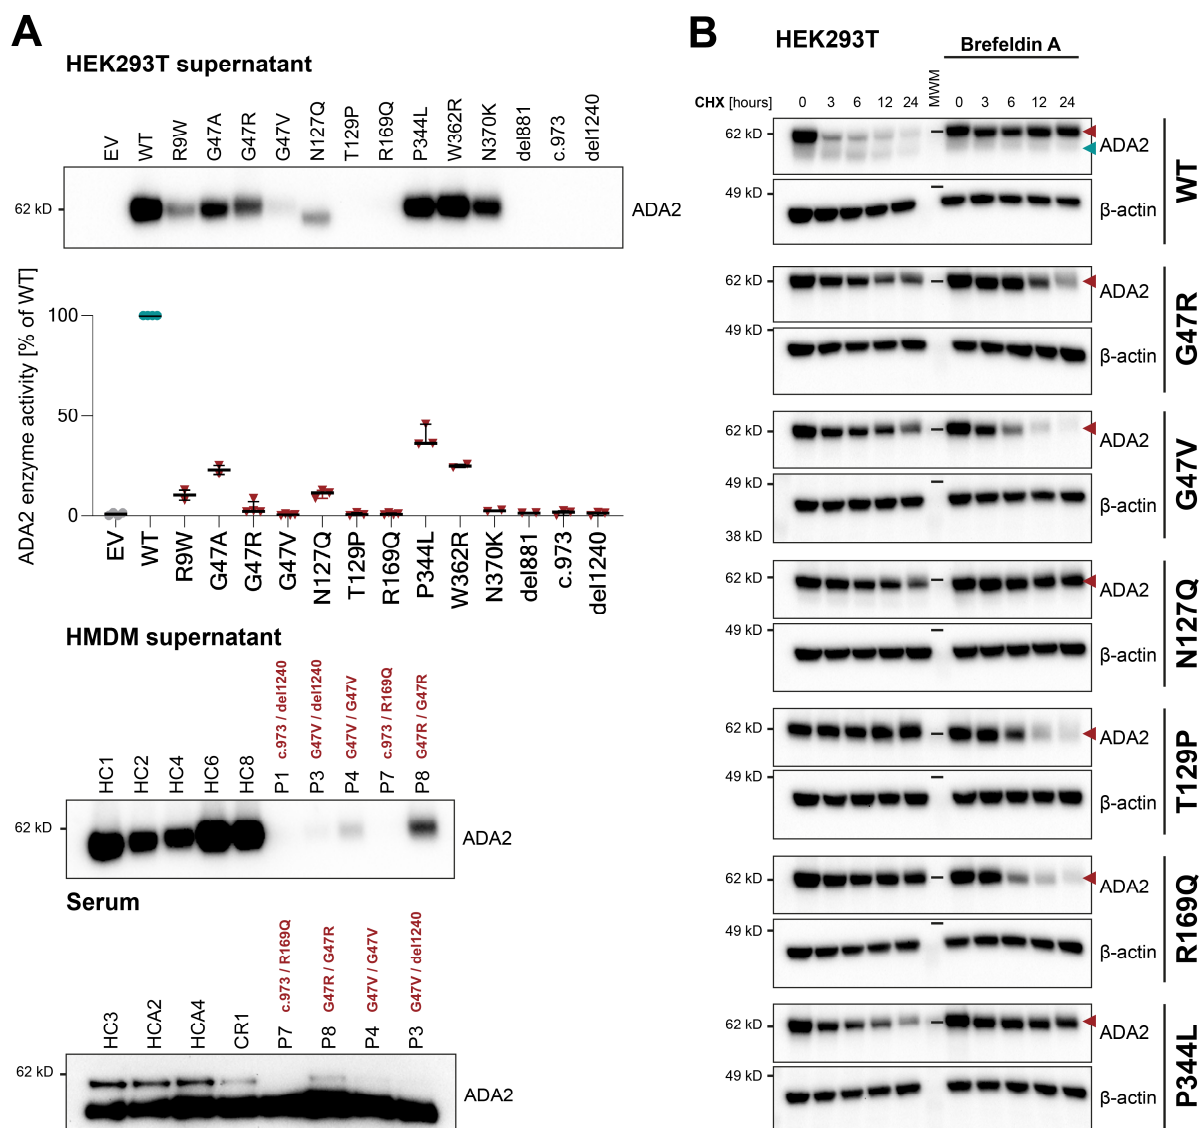 A
HEK293T supernatant
EV
WT
R9W
G47A
G47R
G47V
N127Q
T129P
R169Q
P344L
W362R
N370K
del881
c.973
del1240
62 kD
ADA2
ADA2 enzyme activity [% of WT]
100
50
0
EV
WT
R9W
G47A
G47R
G47V
N127Q
T129P
R169Q
P344L
W362R
N370K
del881
c.973
del1240
HMDM supernatant
HC1
HC2
HC4
HC6
HC8
P1 c.973 / del1240
P3 G47V / del1240
P4 G47V / G47V
P7 c.973 / R169Q
P8 G47R / G47R
62 kD
ADA2
Serum
HC3
HCA2
HCA4
CR1
P7 c.973 / R169Q
P8 G47R / G47R
P4 G47V / G47V
P3 G47V / del1240
62 kD
ADA2
B
HEK293T
Brefeldin A
CHX [hours] 0 3 6 12 24 MWM 0 3 6 12 24
62 kD
ADA2
49 kD
β-actin
WT
62 kD
ADA2
49 kD
β-actin
G47R
62 kD
ADA2
49 kD
β-actin
38 kD
G47V
62 kD
ADA2
49 kD
β-actin
N127Q
62 kD
ADA2
49 kD
β-actin
T129P
62 kD
ADA2
49 kD
β-actin
R169Q
62 kD
ADA2
49 kD
β-actin
P344L